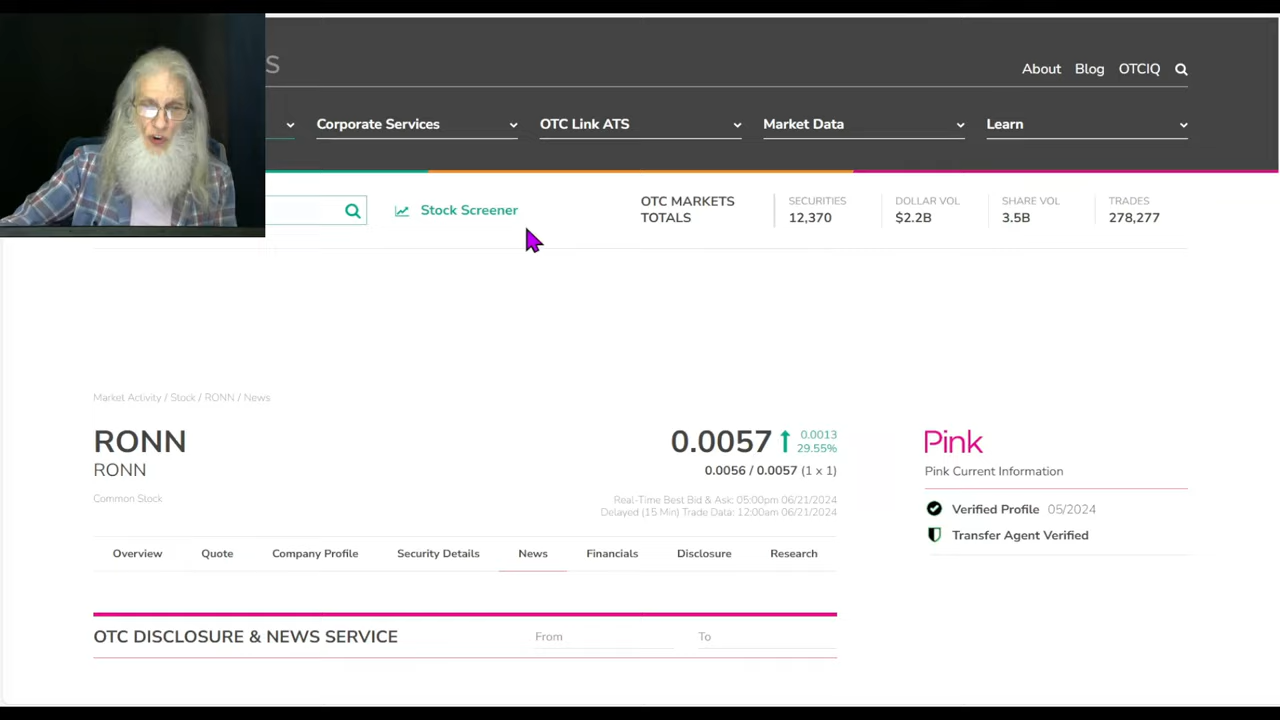 S
About Blog OTCIQ
Corporate Services OTC Link ATS Market Data Learn
Stock Screener
OTC MARKETS TOTALS
SECURITIES 12,370
DOLLAR VOL $2.2B
SHARE VOL 3.5B
TRADES 278,277
Market Activity / Stock / RONN / News
RONN
RONN
Common Stock
0.0057 0.0013 29.55%
0.0056 / 0.0057 (1 x 1)
Real-Time Best Bid & Ask: 05:00pm 06/21/2024
Delayed (15 Min) Trade Data: 12:00am 06/21/2024
Pink
Pink Current Information
Verified Profile 05/2024
Transfer Agent Verified
Overview Quote Company Profile Security Details News Financials Disclosure Research
OTC DISCLOSURE & NEWS SERVICE From To